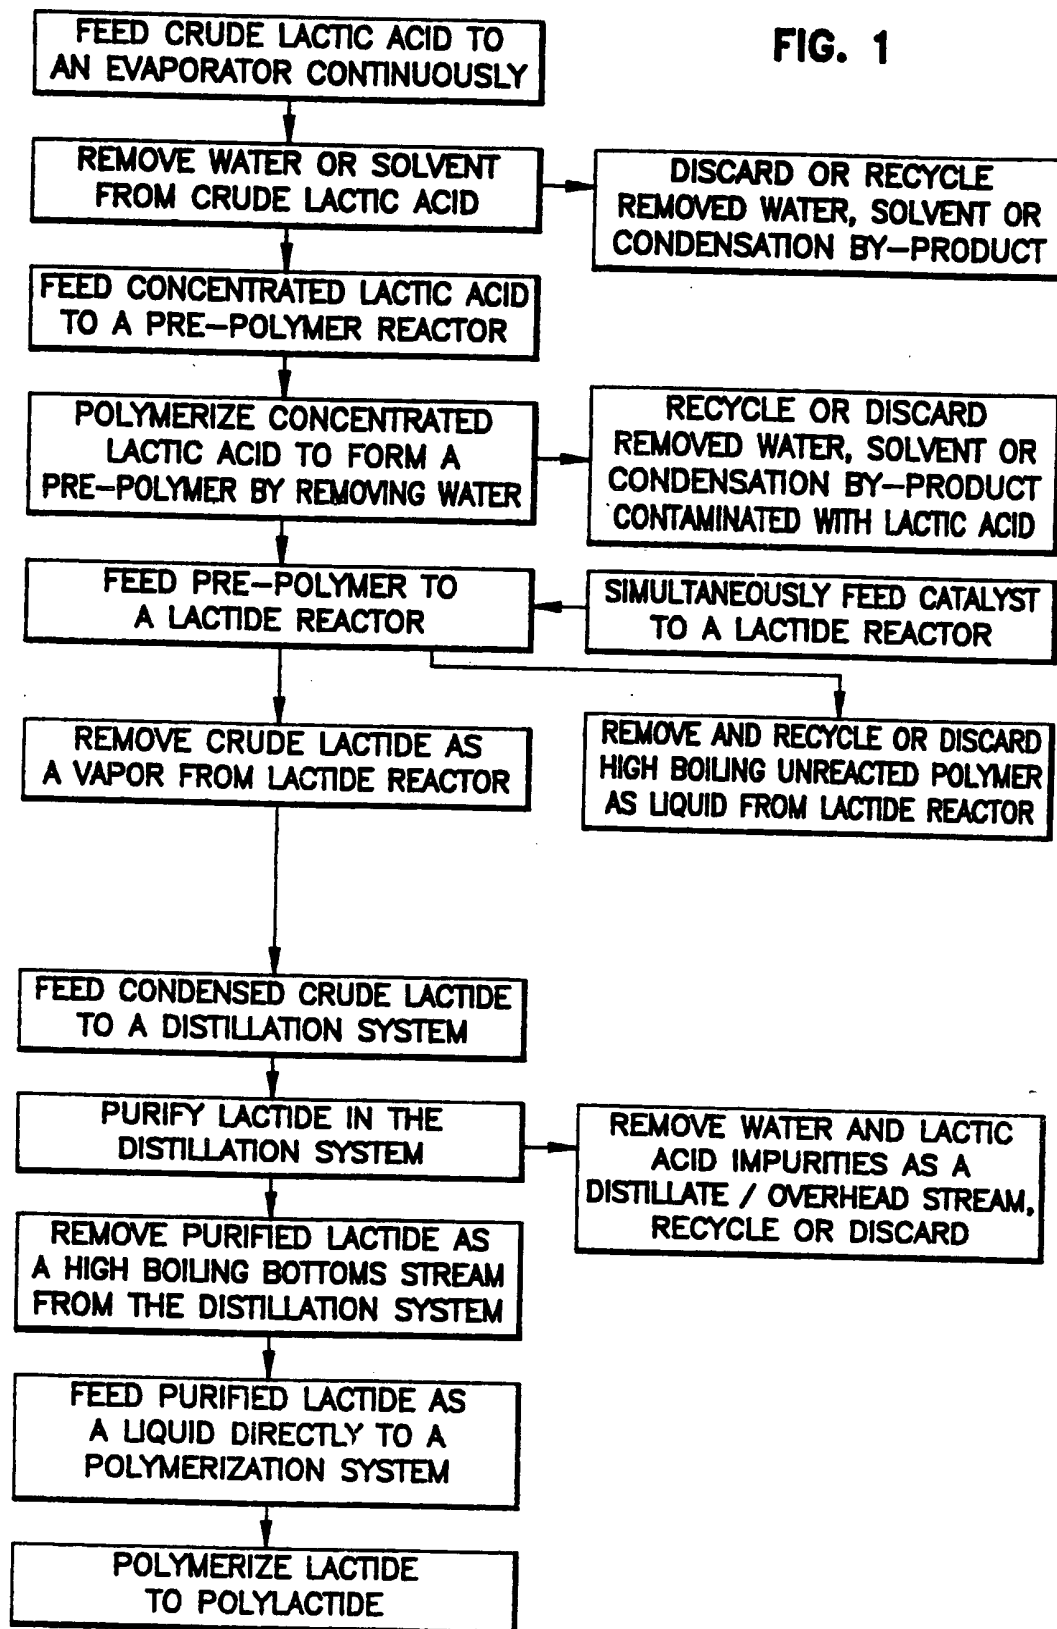 FIG. 1
FEED CRUDE LACTIC ACID TO
AN EVAPORATOR CONTINUOUSLY
REMOVE WATER OR SOLVENT
FROM CRUDE LACTIC ACID
DISCARD OR RECYCLE
REMOVED WATER, SOLVENT OR
CONDENSATION BY-PRODUCT
FEED CONCENTRATED LACTIC ACID
TO A PRE-POLYMER REACTOR
POLYMERIZE CONCENTRATED
LACTIC ACID TO FORM A
PRE-POLYMER BY REMOVING WATER
RECYCLE OR DISCARD
REMOVED WATER, SOLVENT OR
CONDENSATION BY-PRODUCT
CONTAMINATED WITH LACTIC ACID
FEED PRE-POLYMER TO
A LACTIDE REACTOR
SIMULTANEOUSLY FEED CATALYST
TO A LACTIDE REACTOR
REMOVE CRUDE LACTIDE AS
A VAPOR FROM LACTIDE REACTOR
REMOVE AND RECYCLE OR DISCARD
HIGH BOILING UNREACTED POLYMER
AS LIQUID FROM LACTIDE REACTOR
FEED CONDENSED CRUDE LACTIDE
TO A DISTILLATION SYSTEM
PURIFY LACTIDE IN THE
DISTILLATION SYSTEM
REMOVE WATER AND LACTIC
ACID IMPURITIES AS A
DISTILLATE / OVERHEAD STREAM,
RECYCLE OR DISCARD
REMOVE PURIFIED LACTIDE AS
A HIGH BOILING BOTTOMS STREAM
FROM THE DISTILLATION SYSTEM
FEED PURIFIED LACTIDE AS
A LIQUID DIRECTLY TO A
POLYMERIZATION SYSTEM
POLYMERIZE LACTIDE
TO POLYLACTIDE